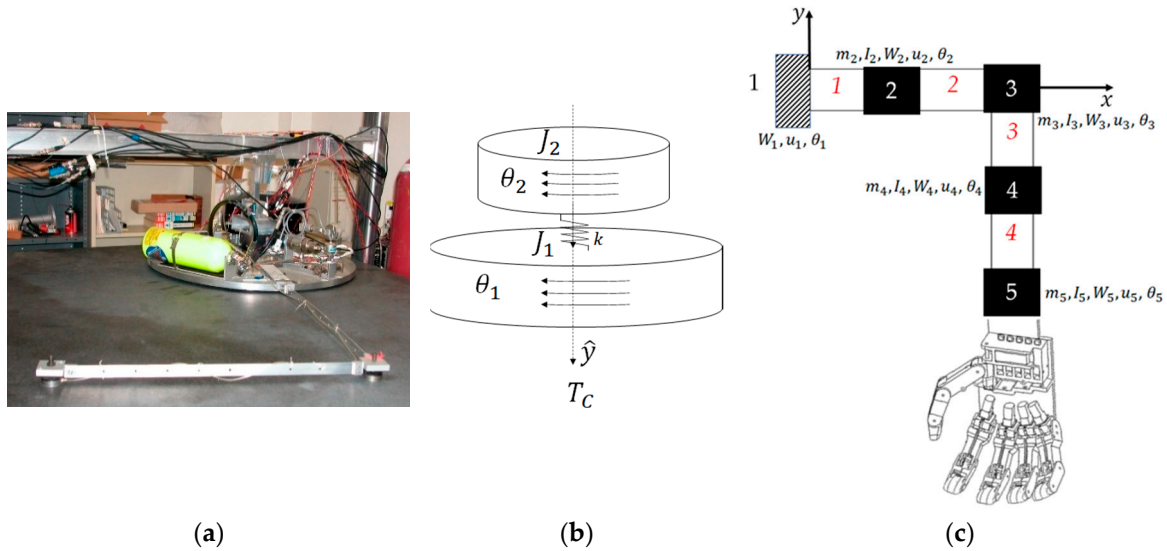 J₂
θ₂
J₁
k
θ₁
ŷ
T_C
y
m₂, I₂, W₂, u₂, θ₂
1
1
2
2
3
x
W₁, u₁, θ₁
3
m₃, I₃, W₃, u₃, θ₃
m₄, I₄, W₄, u₄, θ₄
4
4
5
m₅, I₅, W₅, u₅, θ₅
(a)
(b)
(c)